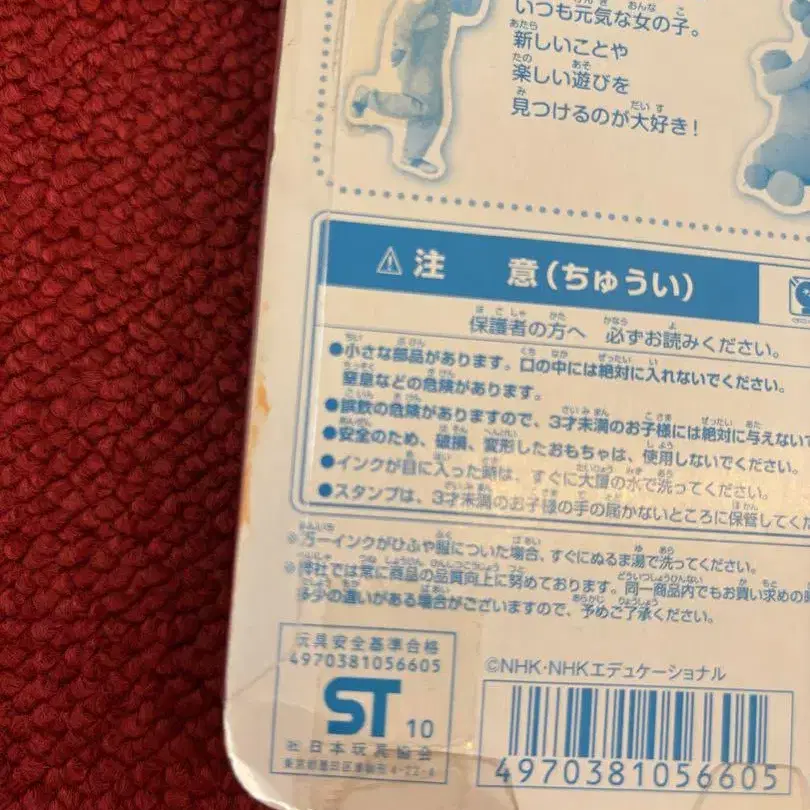 いつも元気な女の子。
新しいことや
楽しい遊びを
見つけるのが大好き！
注 意（ちゅうい）
保護者の方へ 必ずお読みください。
●小さな部品があります。口の中には絶対に入れないでください。
窒息などの危険があります。
●誤飲の危険がありますので、3才未満のお子様には絶対に与えないで
●安全のため、破損、変形したおもちゃは、使用しないでください。
●インクが目に入った時は、すぐに大量の水で洗ってください。
●スタンプは、3才未満のお子様の手の届かないところに保管してくだ
※万一インクがひふや服についた場合、すぐにぬるま湯で洗ってください。
※弊社では常に商品の品質向上に努めております。同一商品内でもお買い求めの時
多少の違いがある場合がございますので、予めご了承ください。
玩具安全基準合格
4970381056605
ST 10
社 日本玩具協会
東京都墨田区東駒形4-22-4
©NHK・NHKエデュケーショナル
4970381056605